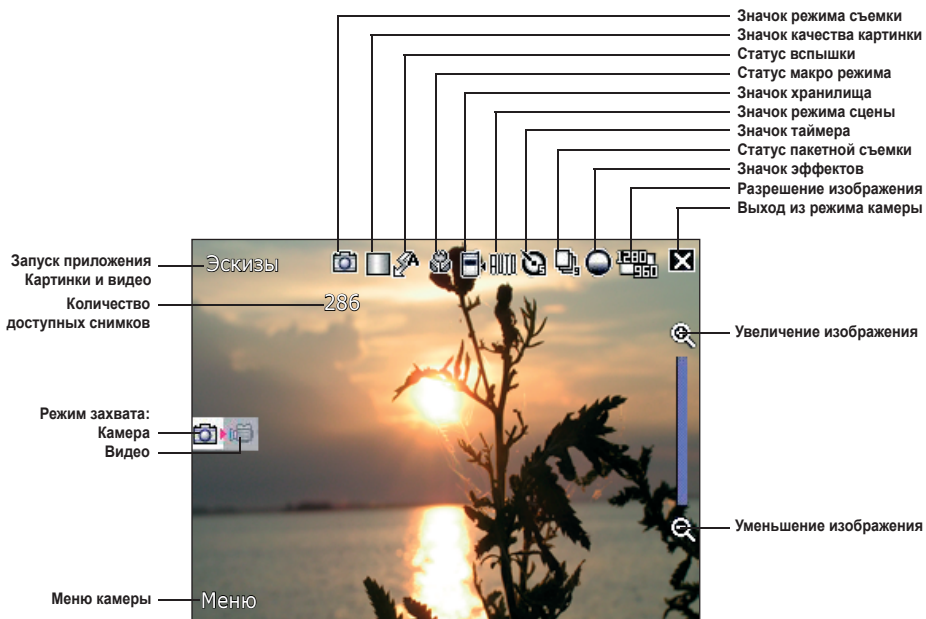 Значок режима съемки
Значок качества картинки
Статус вспышки
Статус макро режима
Значок хранилища
Значок режима сцены
Значок таймера
Статус пакетной съемки
Значок эффектов
Разрешение изображения
Выход из режима камеры
Запуск приложения
Картинки и видео
Эскизы
A
AUTO
S
S
1280
960
Количество
доступных снимков
286
Увеличение изображения
Режим захвата:
Камера
Видео
Уменьшение изображения
Меню камеры
Меню